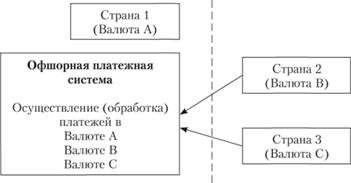 Страна 1
(Валюта А)
Офшорная платежная
система
Осуществление (обработка)
платежей в
Валюте А
Валюте В
Валюте С
Страна 2
(Валюта В)
Страна 3
(Валюта С)